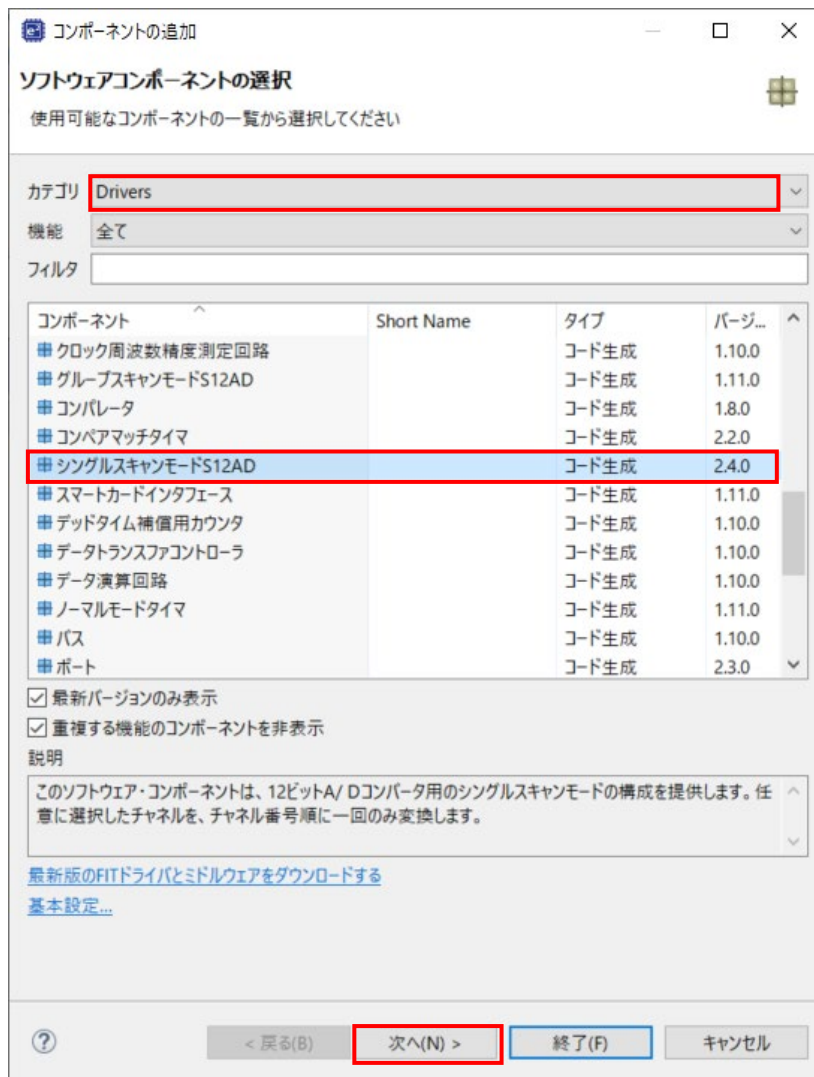 コンポーネントの追加
ソフトウェアコンポーネントの選択
使用可能なコンポーネントの一覧から選択してください
カテゴリ Drivers
機能 全て
フィルタ
コンポーネント Short Name タイプ バージ...
クロック周波数精度測定回路 コード生成 1.10.0
グループスキャンモードS12AD コード生成 1.11.0
コンパレータ コード生成 1.8.0
コンペアマッチタイマ コード生成 2.2.0
シングルスキャンモードS12AD コード生成 2.4.0
スマートカードインタフェース コード生成 1.11.0
デッドタイム補償用カウンタ コード生成 1.10.0
データトランスファコントローラ コード生成 1.10.0
データ演算回路 コード生成 1.10.0
ノーマルモードタイマ コード生成 1.11.0
バス コード生成 1.10.0
ポート コード生成 2.3.0
最新バージョンのみ表示
重複する機能のコンポーネントを非表示
説明
このソフトウェア・コンポーネントは、12ビットA/ Dコンバータ用のシングルスキャンモードの構成を提供します。任
意に選択したチャネルを、チャネル番号順に一回のみ変換します。
最新版のFITドライバとミドルウェアをダウンロードする
基本設定...
? < 戻る(B) 次へ(N) > 終了(F) キャンセル